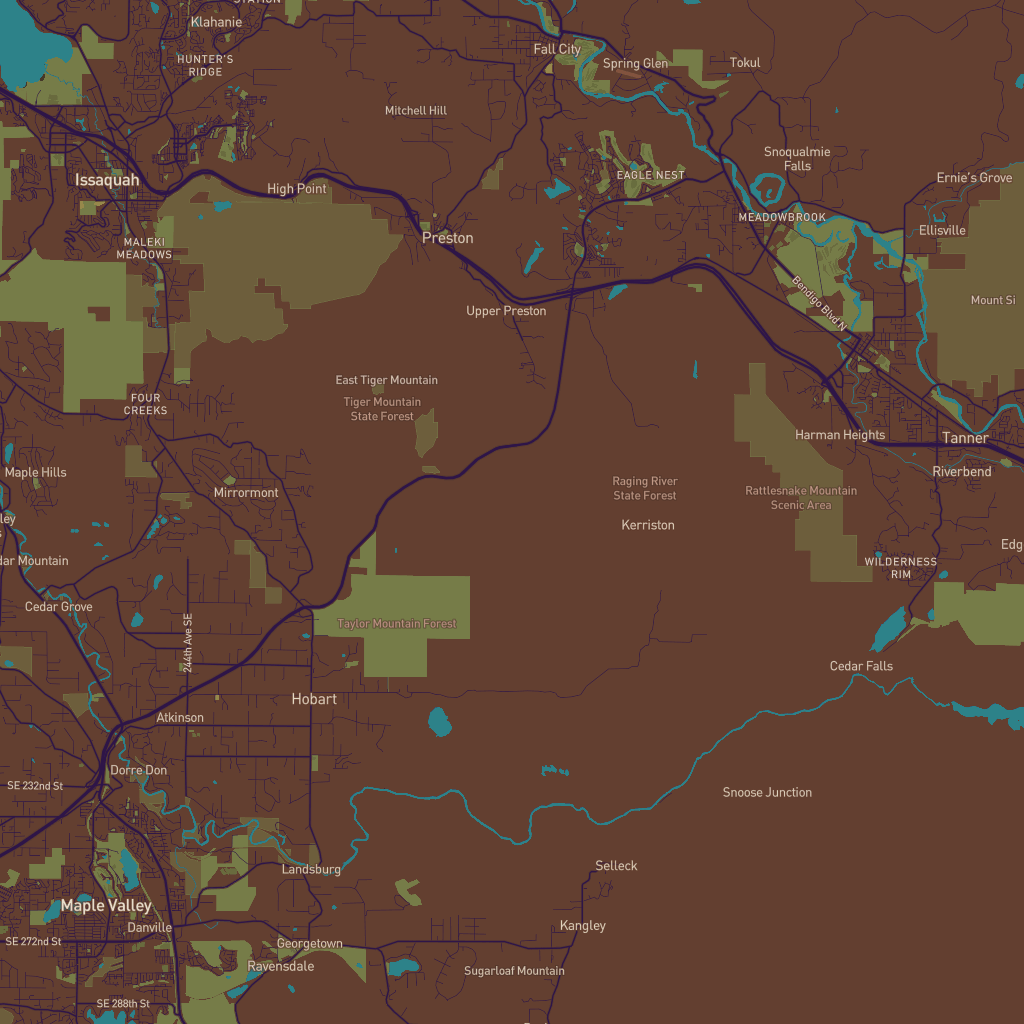 Klahanie
HUNTER'S
RIDGE
Fall City
Spring Glen
Tokul
Mitchell Hill
Snoqualmie
Falls
Issaquah
High Point
EAGLE NEST
Ernie's Grove
MEADOWBROOK
Ellisville
Preston
MALEKI
MEADOWS
Mount Si
Bendigo Blvd N
Upper Preston
East Tiger Mountain
Tiger Mountain
State Forest
FOUR
CREEKS
Harman Heights
Tanner
Maple Hills
Riverbend
Mirrormont
Raging River
State Forest
Rattlesnake Mountain
Scenic Area
Kerriston
ley
s
dar Mountain
Edg
WILDERNESS
RIM
Cedar Grove
Taylor Mountain Forest
244th Ave SE
Cedar Falls
Hobart
Atkinson
Dorre Don
SE 232nd St
Snoose Junction
Selleck
Landsburg
Maple Valley
Danville
Kangley
SE 272nd St
Georgetown
Ravensdale
Sugarloaf Mountain
SE 288th St